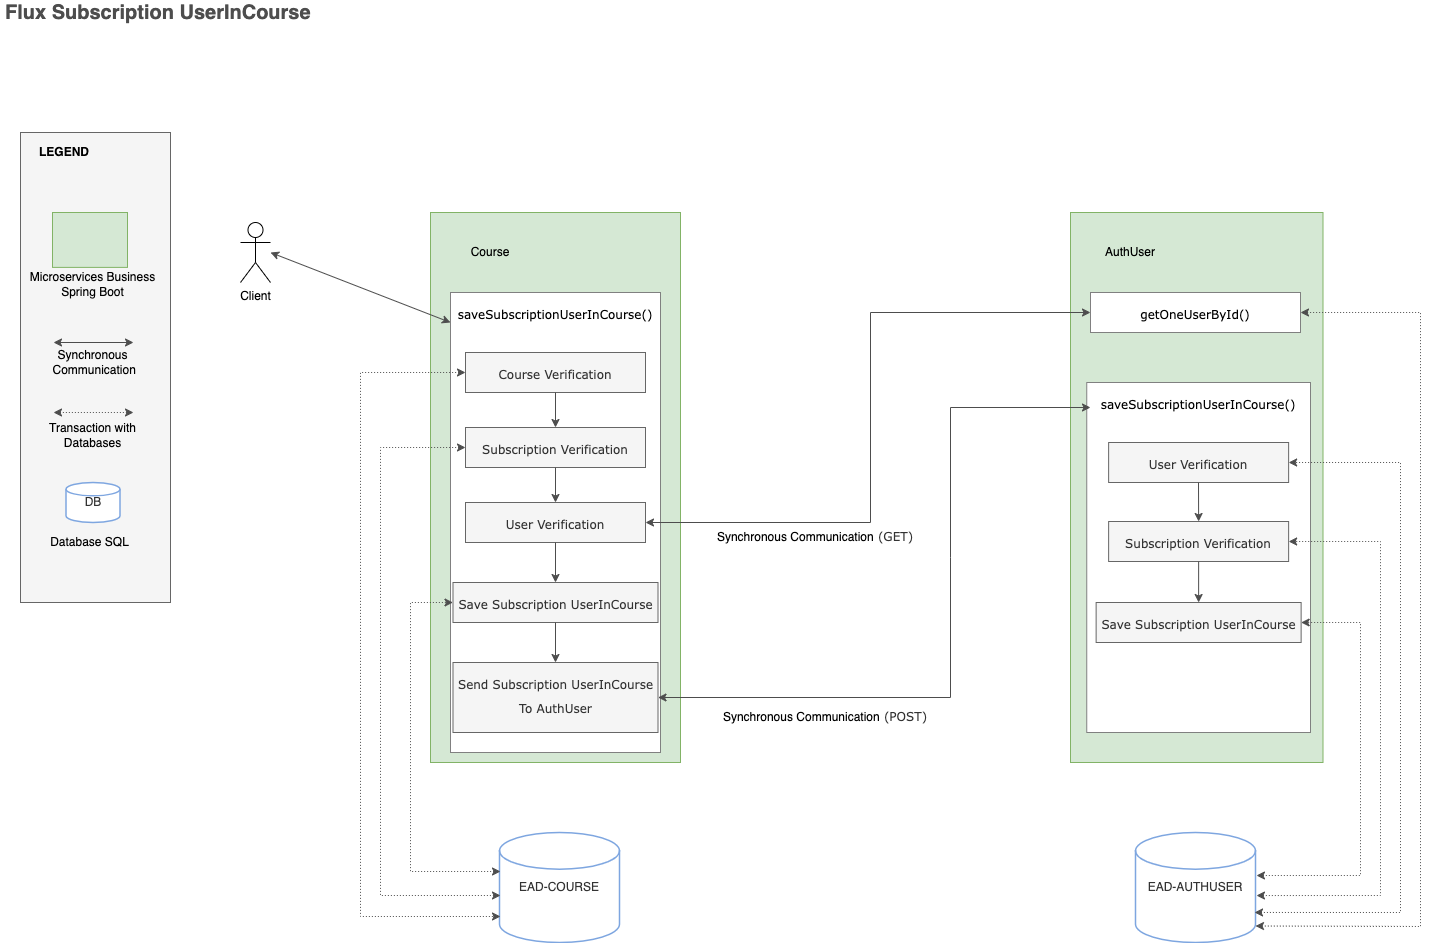 Flux Subscription UserInCourse
LEGEND
Microservices Business
Spring Boot
Synchronous
Communication
Transaction with
Databases
DB
Database SQL
Client
Course
saveSubscriptionUserInCourse()
Course Verification
Subscription Verification
User Verification
Save Subscription UserInCourse
Send Subscription UserInCourse
To AuthUser
Synchronous Communication (GET)
Synchronous Communication (POST)
AuthUser
getOneUserById()
saveSubscriptionUserInCourse()
User Verification
Subscription Verification
Save Subscription UserInCourse
EAD-COURSE
EAD-AUTHUSER